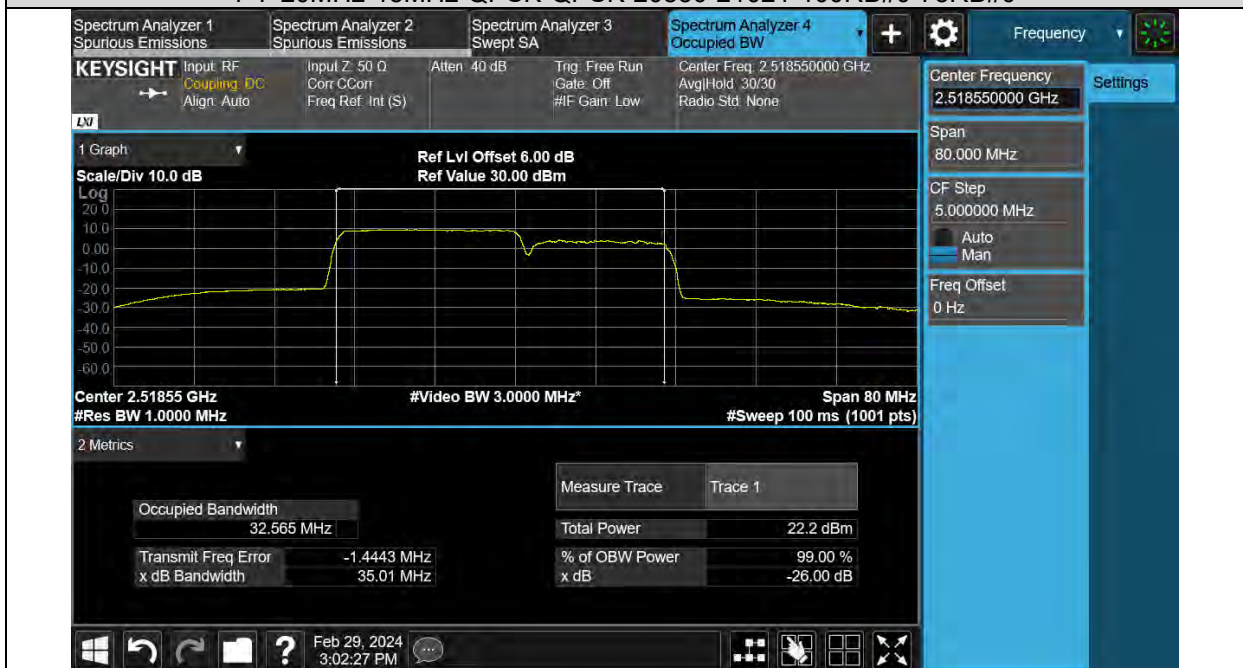 Spectrum Analyzer 1 Spectrum Analyzer 2 Spectrum Analyzer 3 Spectrum Analyzer 4 Frequency
Spurious Emissions Spurious Emissions Swept SA Occupied BW +
KEYSIGHT Input: RF Input Z: 50 Ω Atten: 40 dB Trig: Free Run Center Freq: 2.518550000 GHz
Coupling: DC Corr CCorr Gate: Off Avg|Hold: 30/30
Align: Auto Freq Ref: Int (S) #IF Gain: Low Radio Std: None
LXI
Center Frequency Settings
2.518550000 GHz
Span
80.000 MHz
CF Step
5.000000 MHz
Auto
Man
Freq Offset
0 Hz
1 Graph
Ref Lvl Offset 6.00 dB
Scale/Div 10.0 dB Ref Value 30.00 dBm
Log
20.0
10.0
0.00
-10.0
-20.0
-30.0
-40.0
-50.0
-60.0
Center 2.51855 GHz #Video BW 3.0000 MHz* Span 80 MHz
#Res BW 1.0000 MHz #Sweep 100 ms (1001 pts)
2 Metrics
Measure Trace Trace 1
Occupied Bandwidth
32.565 MHz Total Power 22.2 dBm
Transmit Freq Error -1.4443 MHz % of OBW Power 99.00 %
x dB Bandwidth 35.01 MHz x dB -26.00 dB
? Feb 29, 2024
3:02:27 PM